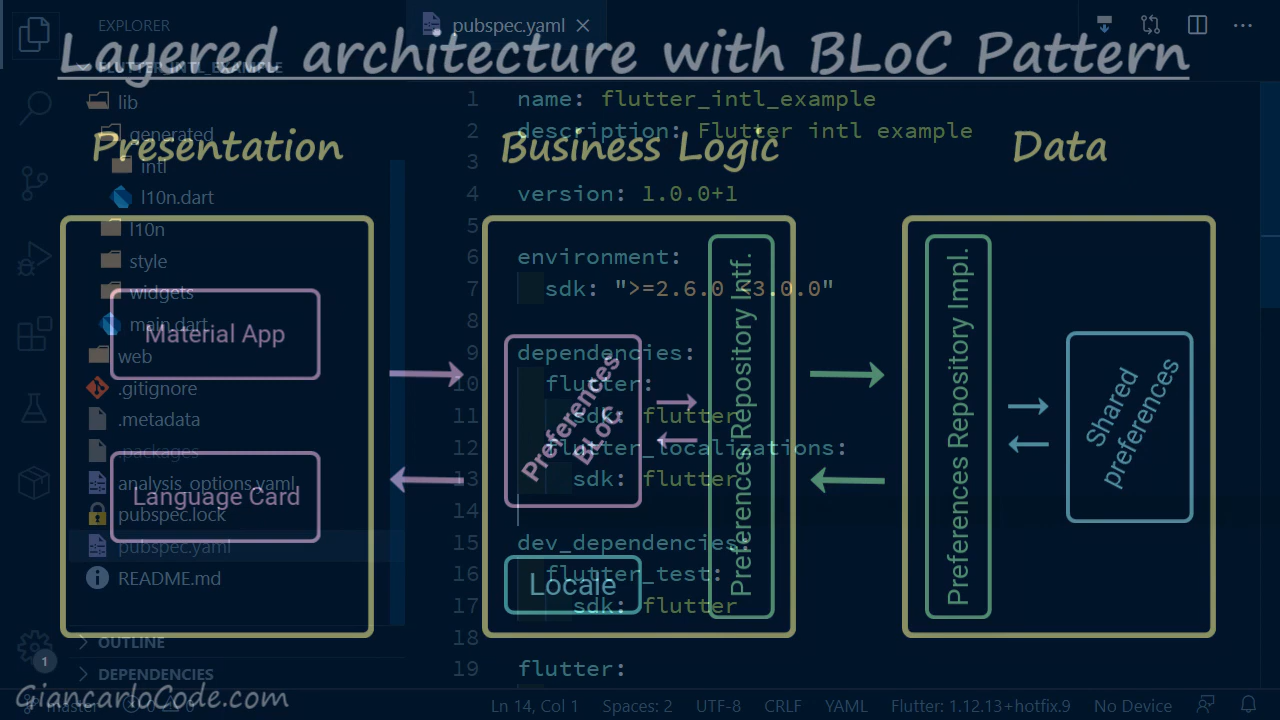 EXPLORER
pubspec.yaml
Layered architecture with BLoC Pattern
FLUTTER_INTL_EXAMPLE
Presentation
Business Logic
Data
lib
generated
intl
l10n.dart
l10n
style
widgets
main.dart
web
.gitignore
.metadata
.packages
analysis_options.yaml
pubspec.lock
pubspec.yaml
README.md
OUTLINE
DEPENDENCIES
Material App
Language Card
1 name: flutter_intl_example
2 description: Flutter intl example
3
4 version: 1.0.0+1
5
6 environment:
7 sdk: ">=2.6.0 <3.0.0"
8
9 dependencies:
10 flutter:
11 sdk: flutter
12 flutter_localizations:
13 sdk: flutter
14
15 dev_dependencies:
16 flutter_test:
17 sdk: flutter
18
19 flutter:
Preferences
BLoC
Locale
Preferences Repository Intf.
Preferences Repository Impl.
Shared
preferences
1
GiancarloCode.com
master 0 0
Ln 14, Col 1 Spaces: 2 UTF-8 CRLF YAML Flutter: 1.12.13+hotfix.9 No Device